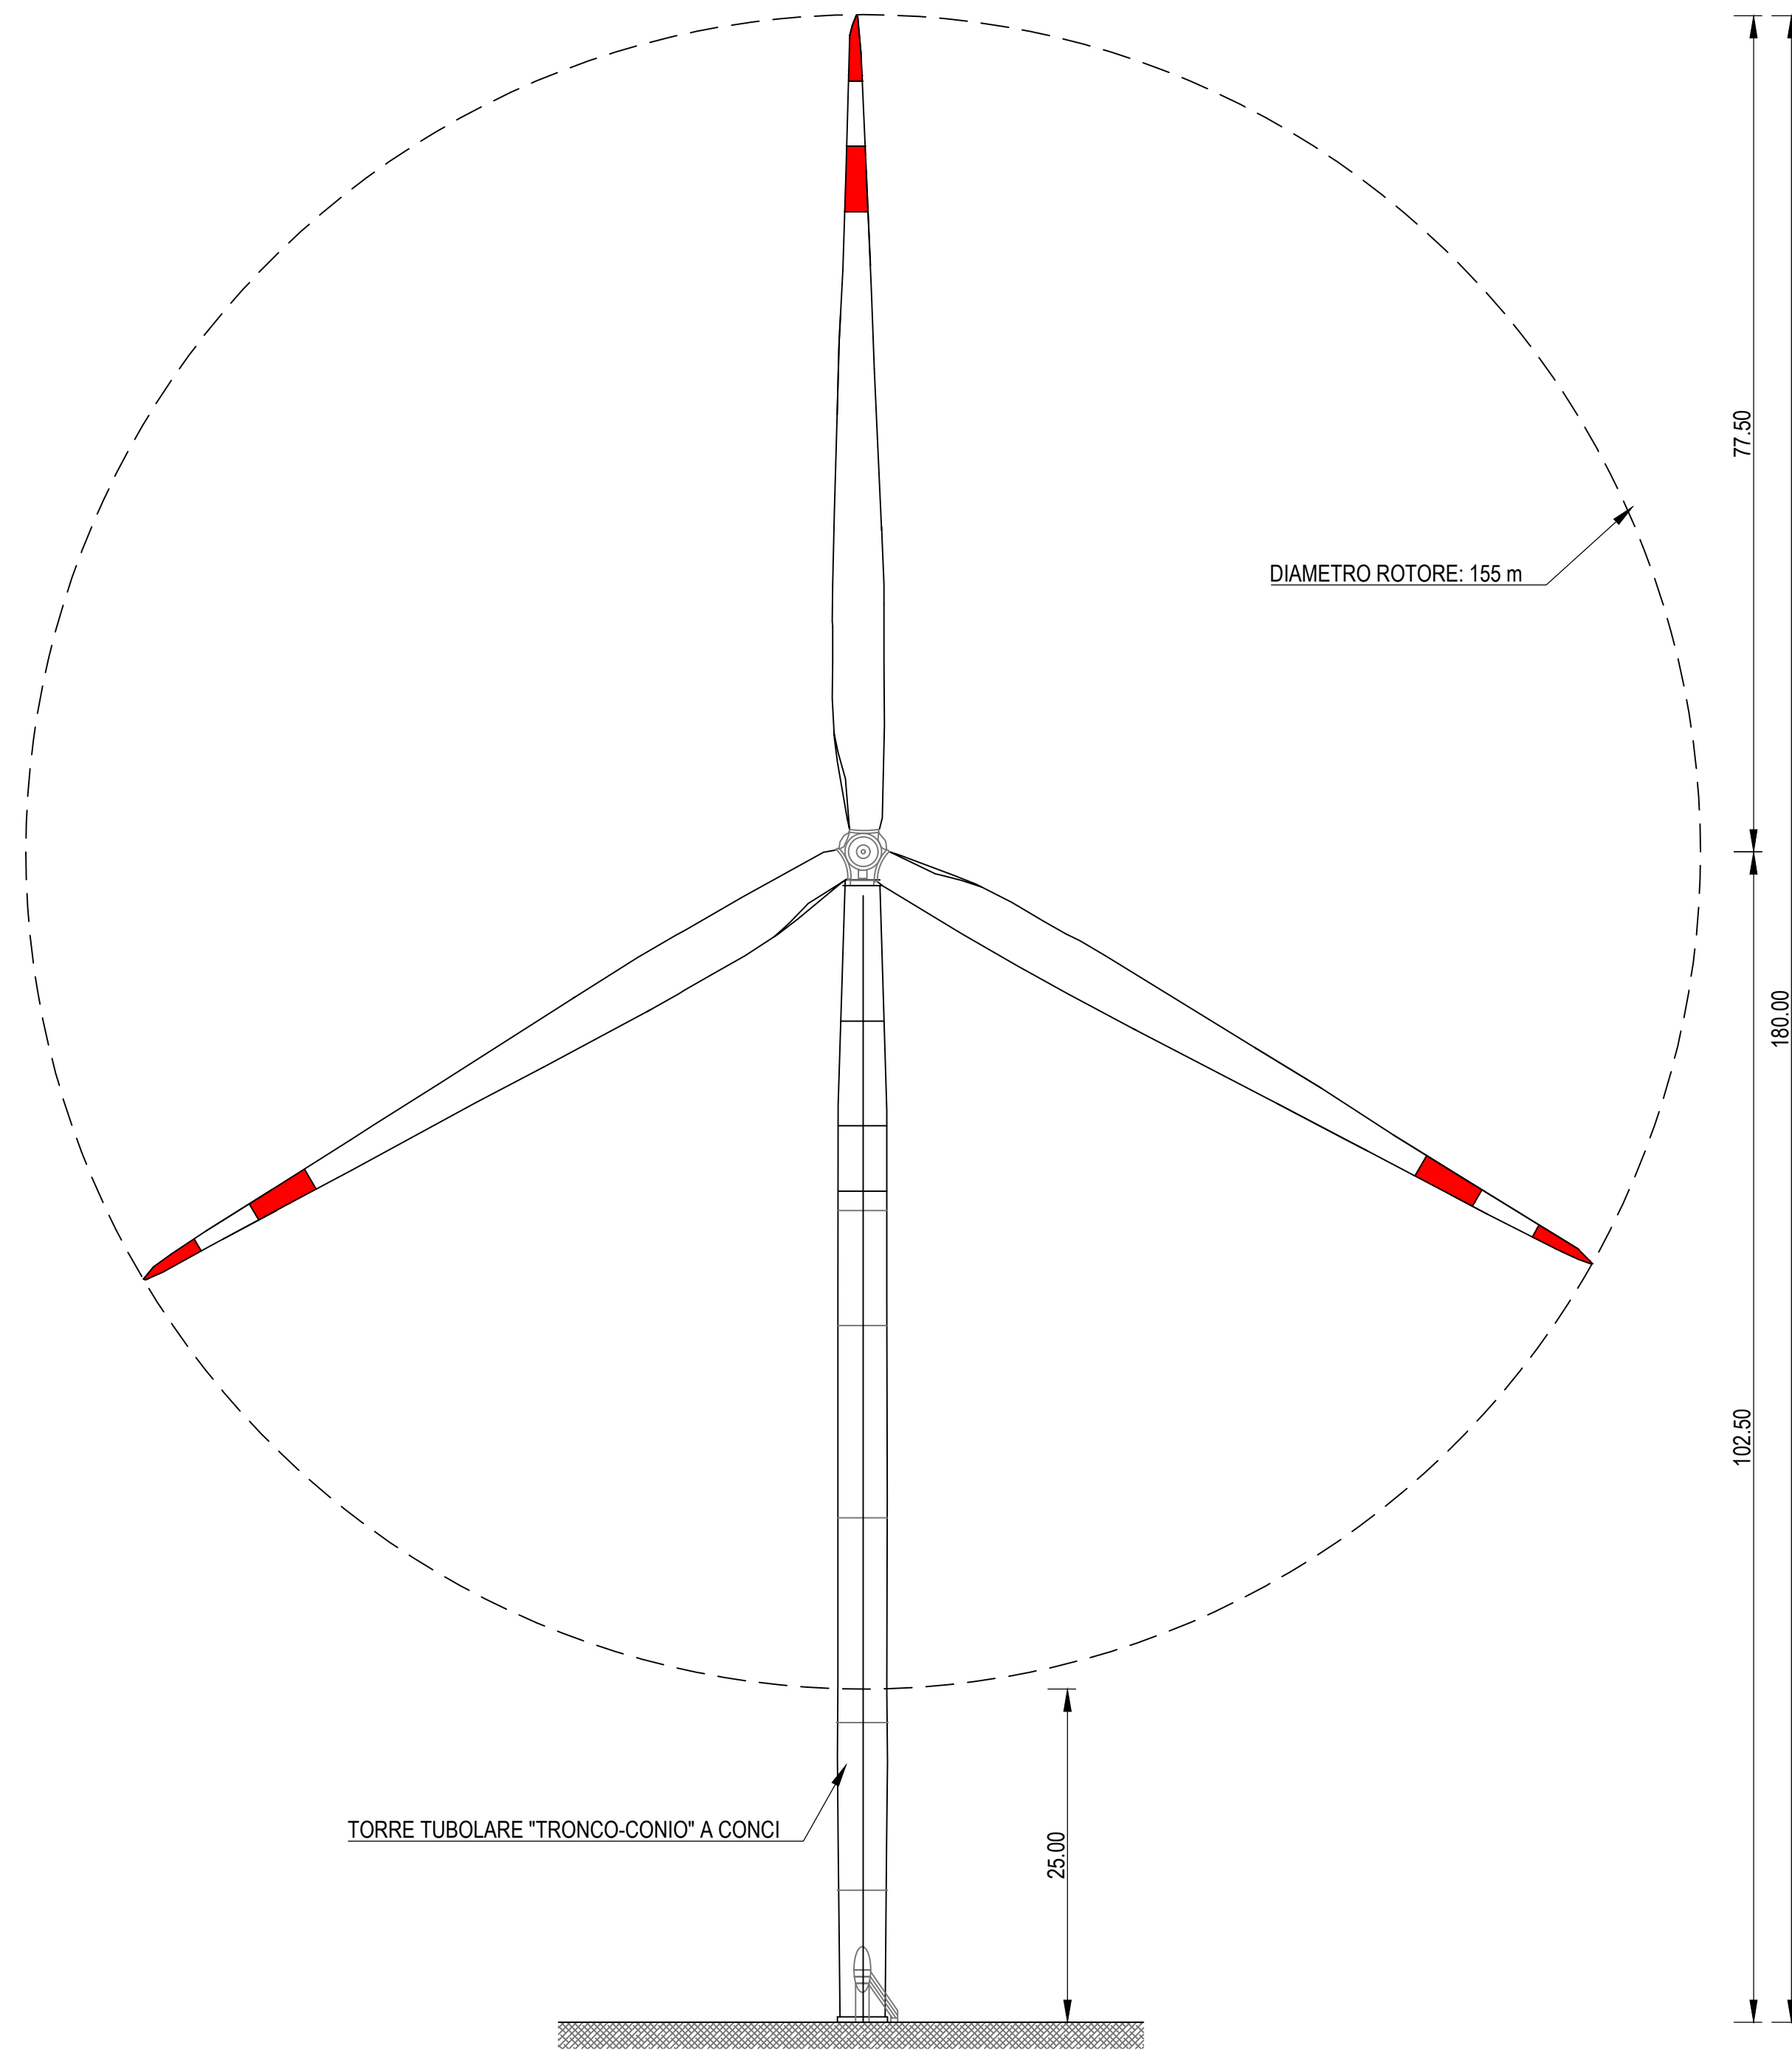 77.50
DIAMETRO ROTORE: 155 m
180.00
102.50
TORRE TUBOLARE "TRONCO-CONIO" A CONCI
25.00